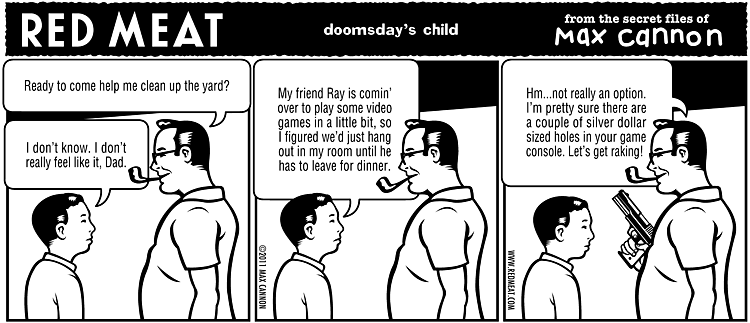 RED MEAT
doomsday's child
from the secret files of
Max cannon
Ready to come help me clean up the yard?
I don't know. I don't
really feel like it, Dad.
My friend Ray is comin'
over to play some video
games in a little bit, so
I figured we'd just hang
out in my room until he
has to leave for dinner.
©2011 MAX CANNON
Hm...not really an option.
I'm pretty sure there are
a couple of silver dollar
sized holes in your game
console. Let's get raking!
WWW.REDMEAT.COM